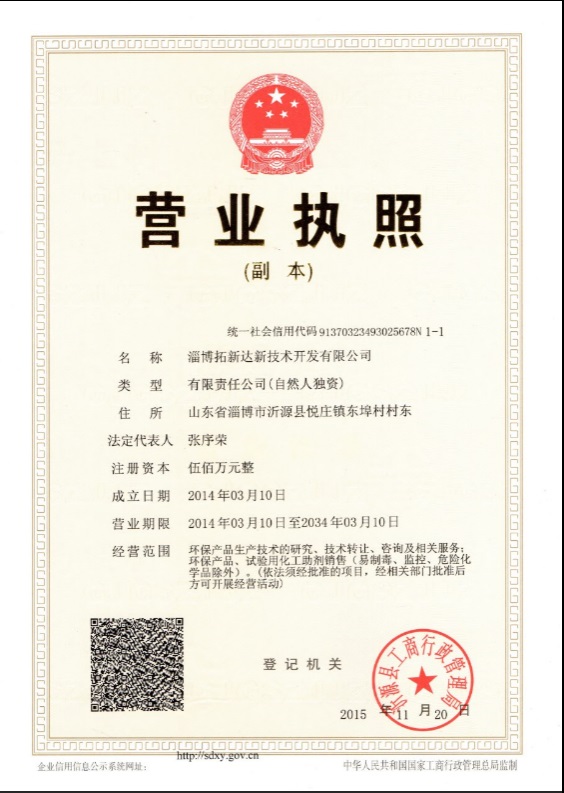 营业执照
(副 本)
统一社会信用代码 91370323493025678N 1-1
名 称 淄博拓新达新技术开发有限公司
类 型 有限责任公司(自然人独资)
住 所 山东省淄博市沂源县悦庄镇东埠村村东
法定代表人 张序荣
注册资本 伍佰万元整
成立日期 2014年03月10日
营业期限 2014年03月10日至2034年03月10日
经营范围 环保产品生产技术的研究、技术转让、咨询及相关服务;
环保产品、试验用化工助剂销售(易制毒、监控、危险化
学品除外)。(依法须经批准的项目,经相关部门批准后
方可开展经营活动)
登记机关
沂源县工商行政管理局
2015 年 11 月 20 日
企业信用信息公示系统网址: http://sdxy.gov.cn
中华人民共和国国家工商行政管理总局监制